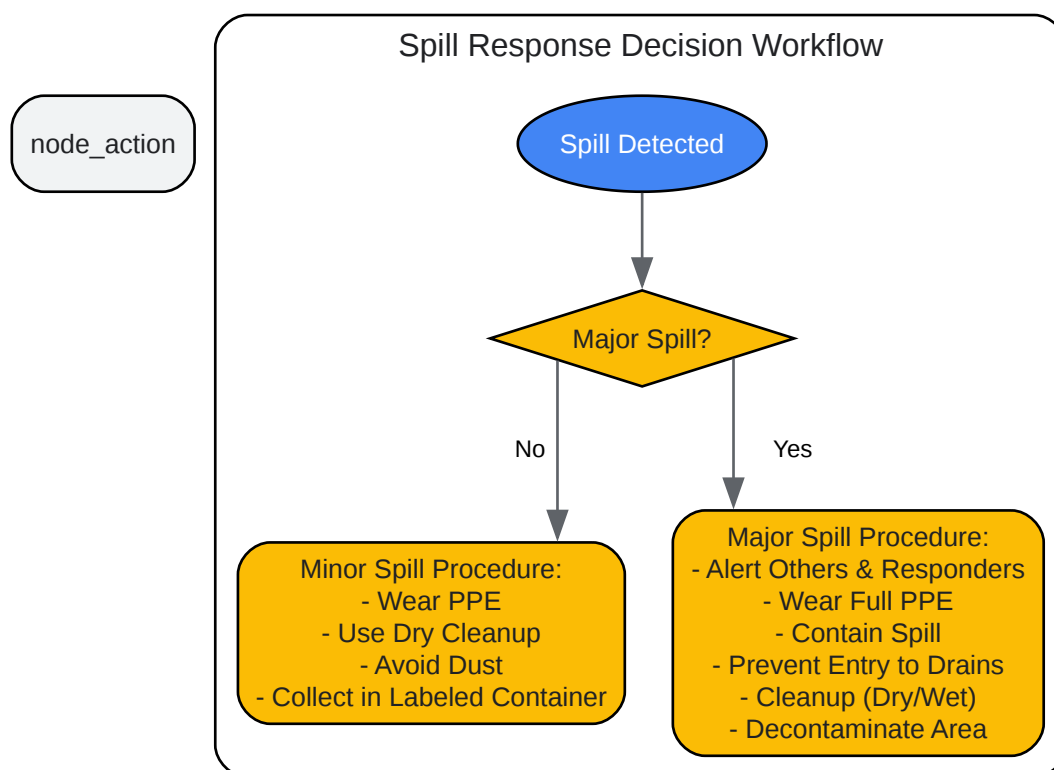 Spill Response Decision Workflow
node_action
Spill Detected
Major Spill?
No
Yes
Minor Spill Procedure:
- Wear PPE
- Use Dry Cleanup
- Avoid Dust
- Collect in Labeled Container
Major Spill Procedure:
- Alert Others & Responders
- Wear Full PPE
- Contain Spill
- Prevent Entry to Drains
- Cleanup (Dry/Wet)
- Decontaminate Area